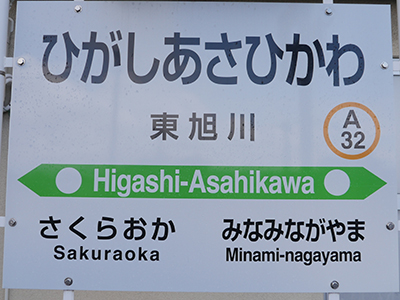 ひがしあさひかわ
東旭川
A
32
Higashi-Asahikawa
さくらおか
Sakuraoka
みなみながやま
Minami-nagayama